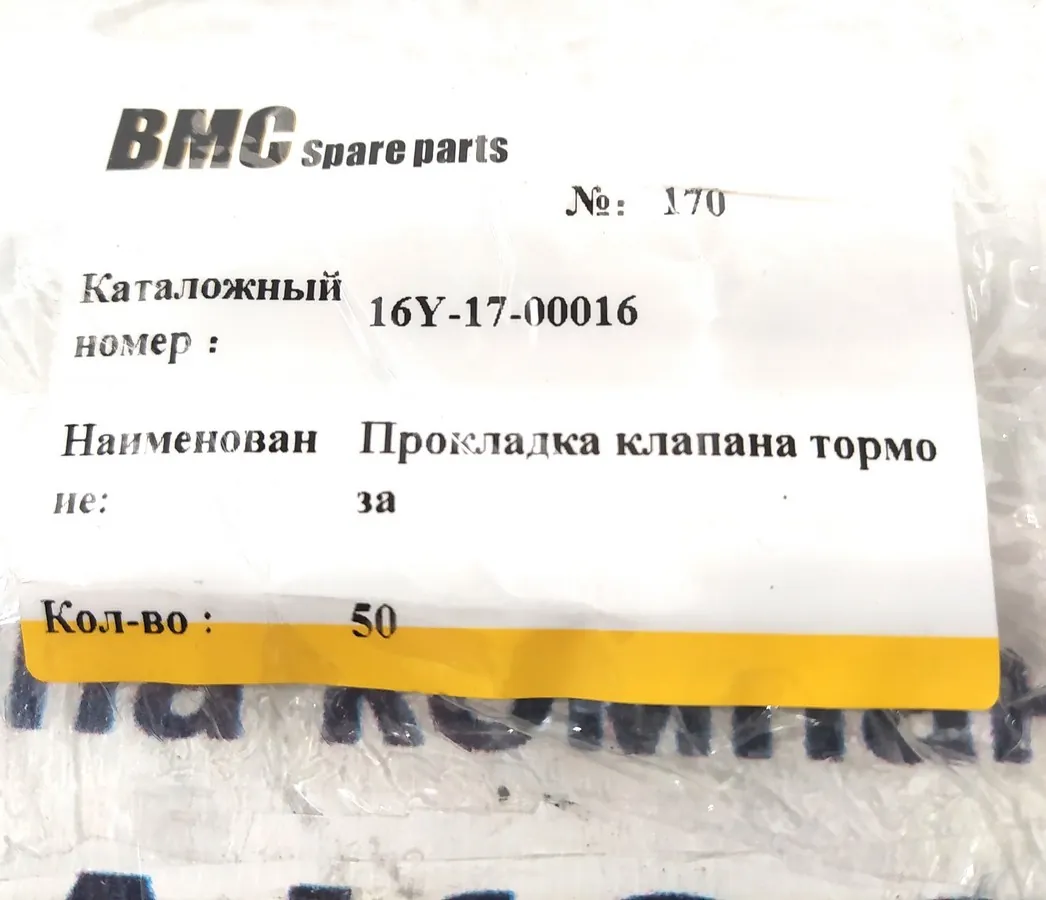 BMC Spare parts
№: 170
Каталожный
номер :
16Y-17-00016
Наименован
ие:
Прокладка клапана тормо
за
Кол-во : 50